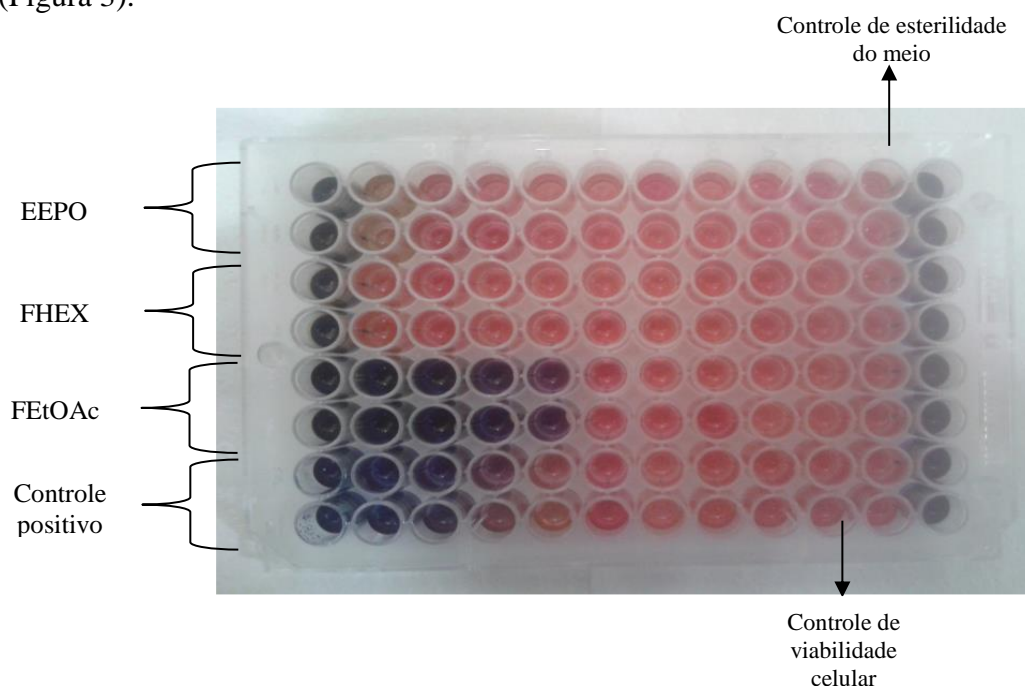 (Figura 3).
Controle de esterilidade
do meio
EEPO
FHEX
FEtOAc
Controle
positivo
Controle de
viabilidade
celular